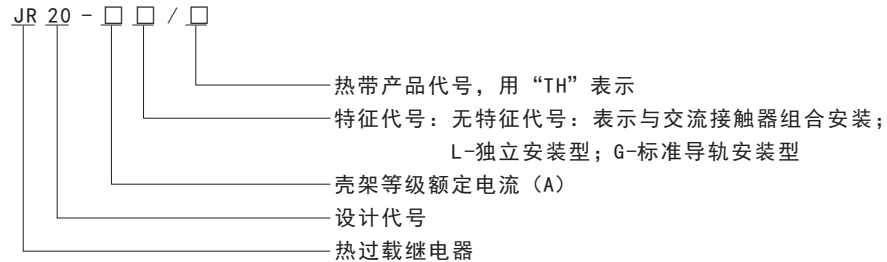 JR 20 - □ □ / □
热带产品代号，用“TH”表示
特征代号：无特征代号：表示与交流接触器组合安装；
L-独立安装型；G-标准导轨安装型
壳架等级额定电流（A）
设计代号
热过载继电器